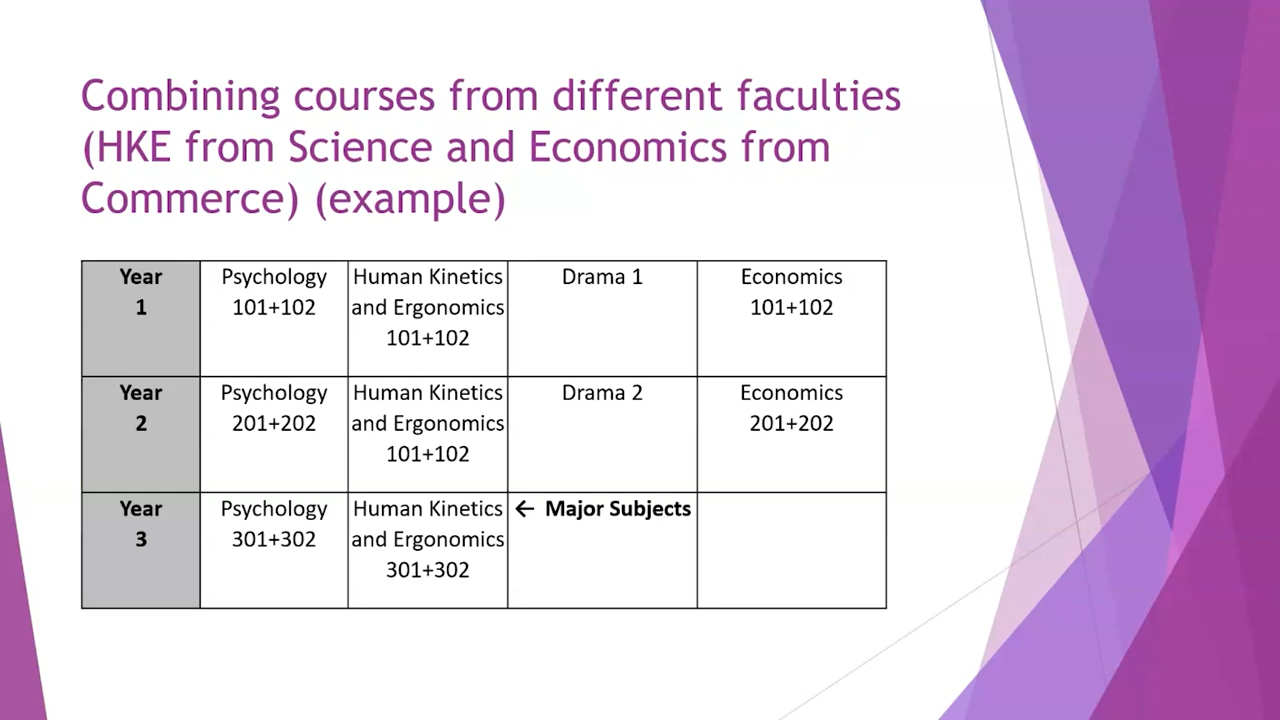 Combining courses from different faculties
(HKE from Science and Economics from
Commerce) (example)
Year
1
Psychology
101+102
Human Kinetics
and Ergonomics
101+102
Drama 1
Economics
101+102
Year
2
Psychology
201+202
Human Kinetics
and Ergonomics
101+102
Drama 2
Economics
201+202
Year
3
Psychology
301+302
Human Kinetics
and Ergonomics
301+302
← Major Subjects